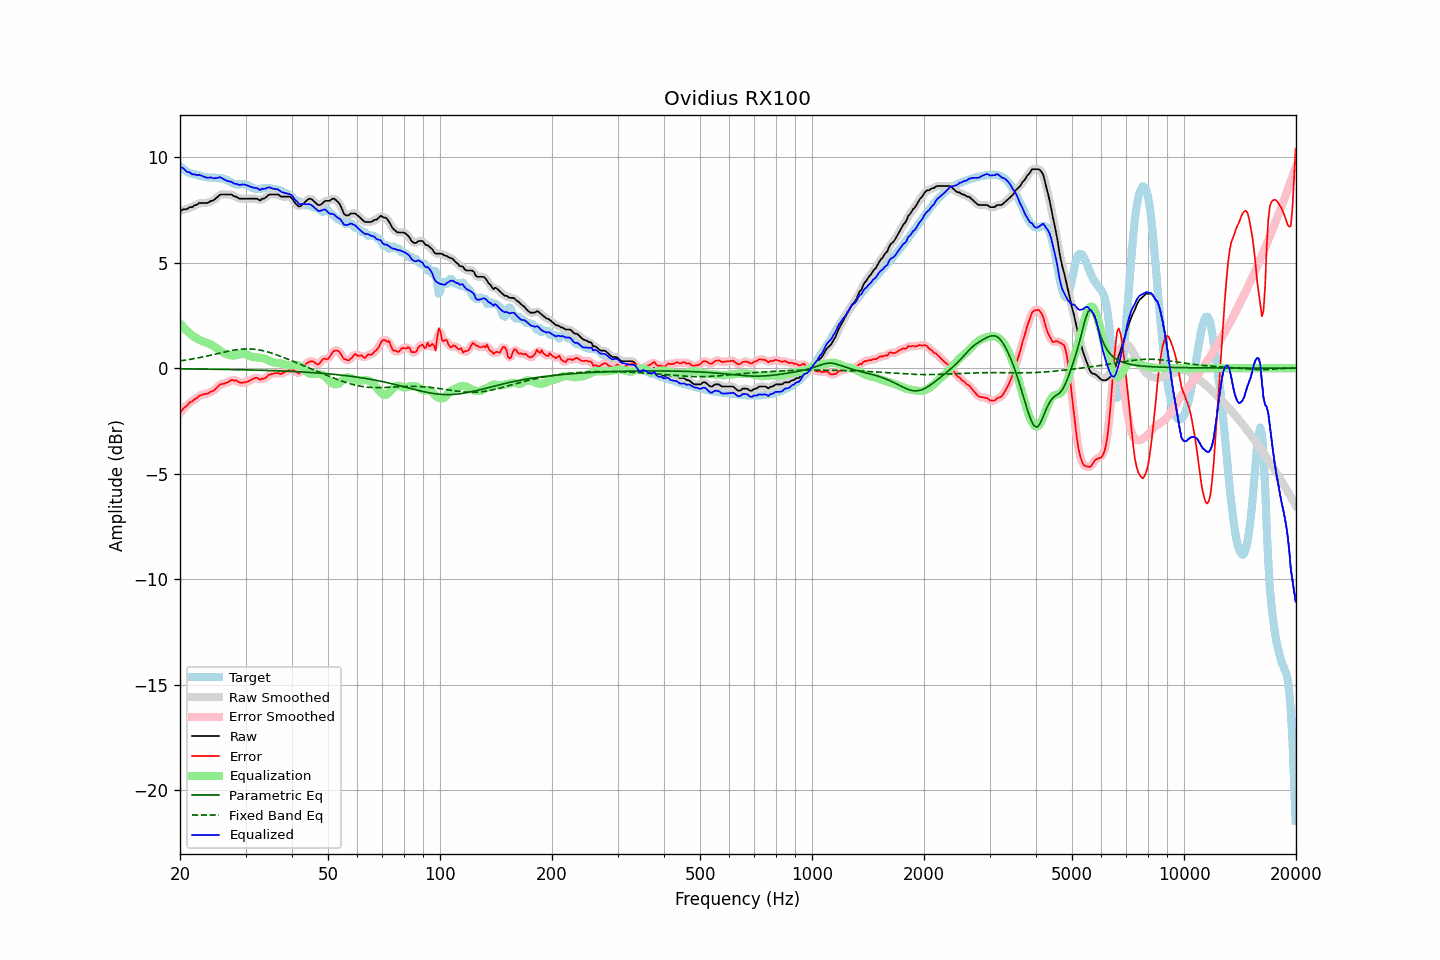 Ovidius RX100
10
5
0
−5
−10
−15
−20
Amplitude (dBr)
Target
Raw Smoothed
Error Smoothed
Raw
Error
Equalization
Parametric Eq
Fixed Band Eq
Equalized
20 50 100 200 500 1000 2000 5000 10000 20000
Frequency (Hz)